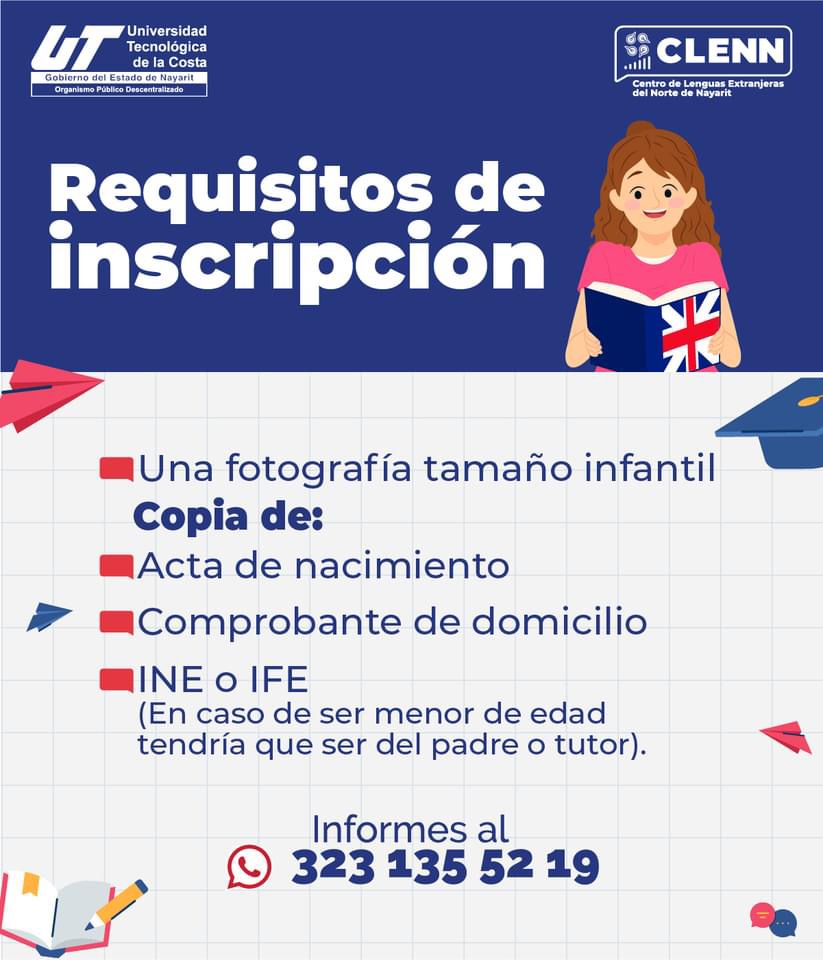 UT
Universidad
Tecnológica
de la Costa
Gobierno del Estado de Nayarit
Organismo Público Descentralizado
CLENN
Centro de Lenguas Extranjeras
del Norte de Nayarit
Requisitos de
inscripción
Una fotografía tamaño infantil
Copia de:
Acta de nacimiento
Comprobante de domicilio
INE o IFE
(En caso de ser menor de edad
tendría que ser del padre o tutor).
Informes al
323 135 52 19